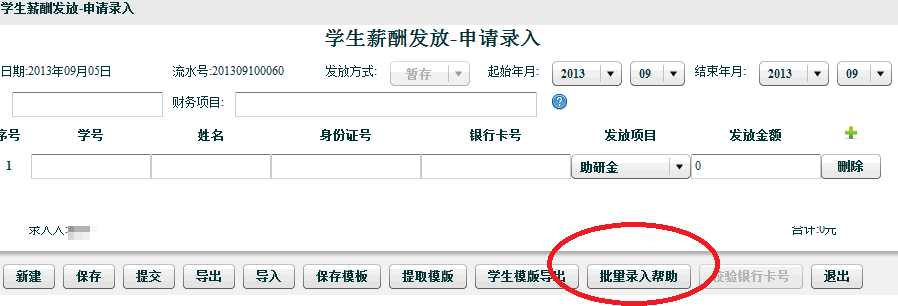 学生薪酬发放-申请录入
学生薪酬发放-申请录入
日期:2013年09月05日 流水号:201309100060 发放方式: 暂存 起始年月: 2013 09 结束年月: 2013 09
财务项目: ?
序号 学号 姓名 身份证号 银行卡号 发放项目 发放金额
1 助研金 0 删除
录入人: 合计:0元
新建 保存 提交 导出 导入 保存模板 提取模版 学生模版导出 批量录入帮助 校验银行卡号 退出